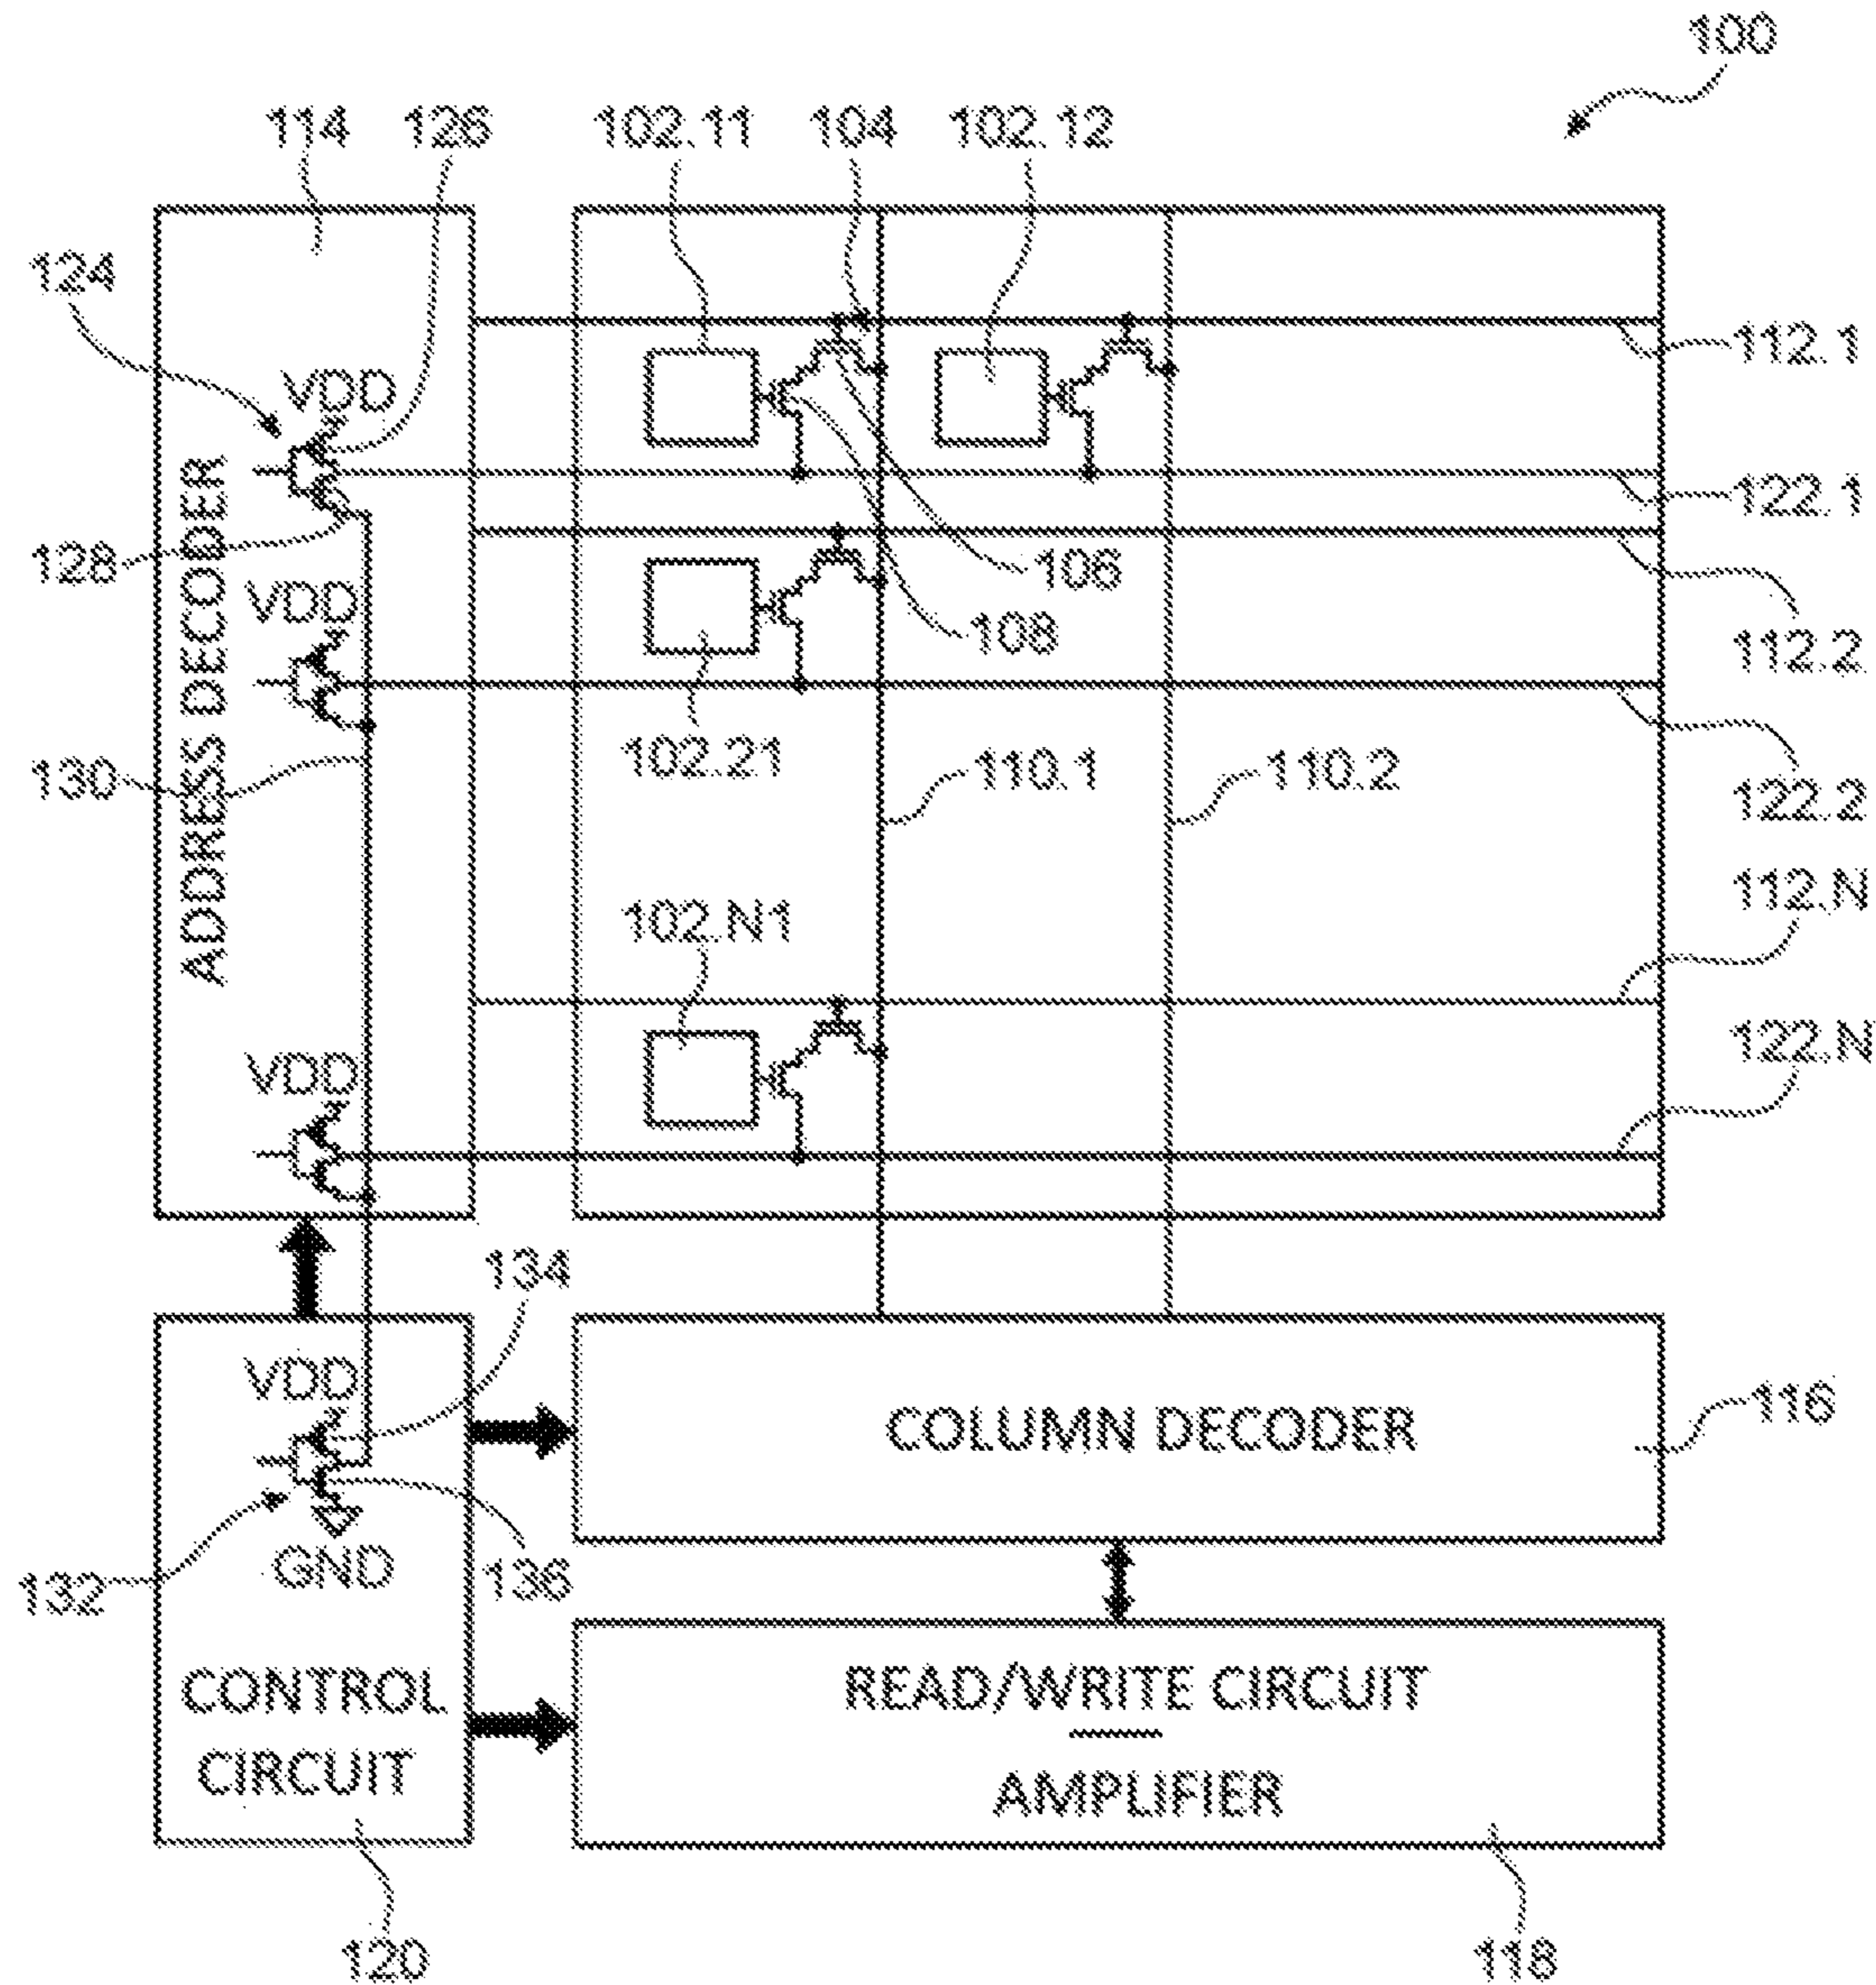 100
114 126 102.11 104 102.12
124
VDD
112.1
122.1
128
106
VDD
108
112.2
102.21
130
110.1
110.2
122.2
ADDRESS DECODER
102.N1
112.N
122.N
VDD
134
VDD
COLUMN DECODER
116
GND
132
136
CONTROL
CIRCUIT
READ/WRITE CIRCUIT
AMPLIFIER
120
118